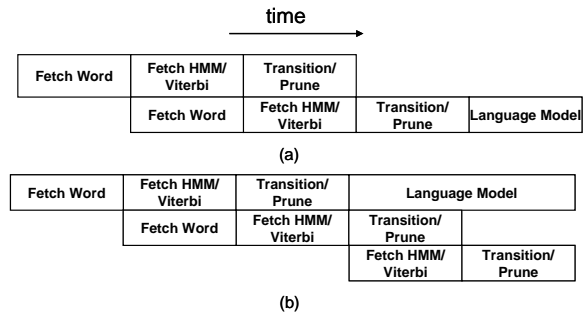 time
Fetch Word
Fetch HMM/
Viterbi
Transition/
Prune
Fetch Word
Fetch HMM/
Viterbi
Transition/
Prune
Language Model
(a)
Fetch Word
Fetch HMM/
Viterbi
Transition/
Prune
Language Model
Fetch Word
Fetch HMM/
Viterbi
Transition/
Prune
Fetch HMM/
Viterbi
Transition/
Prune
(b)